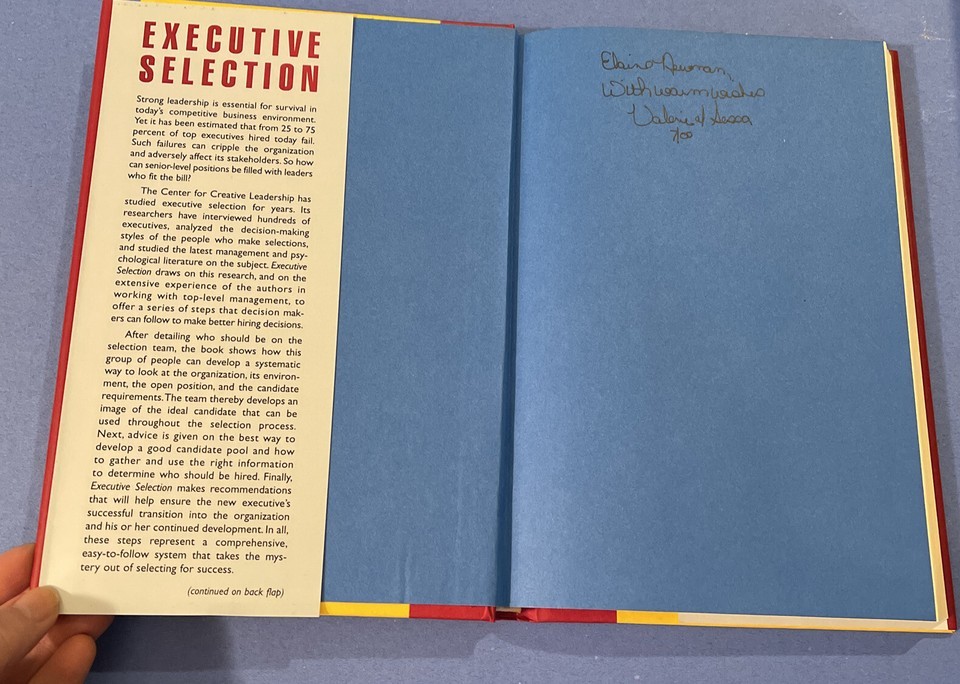 EXECUTIVE
SELECTION
Strong leadership is essential for survival in
today's competitive business environment.
Yet it has been estimated that from 25 to 75
percent of top executives hired today fail.
Such failures can cripple the organization
and adversely affect its stakeholders. So how
can senior-level positions be filled with leaders
who fit the bill?
The Center for Creative Leadership has
studied executive selection for years. Its
researchers have interviewed hundreds of
executives, analyzed the decision-making
styles of the people who make selections,
and studied the latest management and psy-
chological literature on the subject. Executive
Selection draws on this research, and on the
extensive experience of the authors in
working with top-level management, to
offer a series of steps that decision mak-
ers can follow to make better hiring decisions.
After detailing who should be on the
selection team, the book shows how this
group of people can develop a systematic
way to look at the organization, its environ-
ment, the open position, and the candidate
requirements. The team thereby develops an
image of the ideal candidate that can be
used throughout the selection process.
Next, advice is given on the best way to
develop a good candidate pool and how
to gather and use the right information
to determine who should be hired. Finally,
Executive Selection makes recommendations
that will help ensure the new executive's
successful transition into the organization
and his or her continued development. In all,
these steps represent a comprehensive,
easy-to-follow system that takes the mys-
tery out of selecting for success.
(continued on back flap)
With warm wishes
Valerie Sessa
7/00